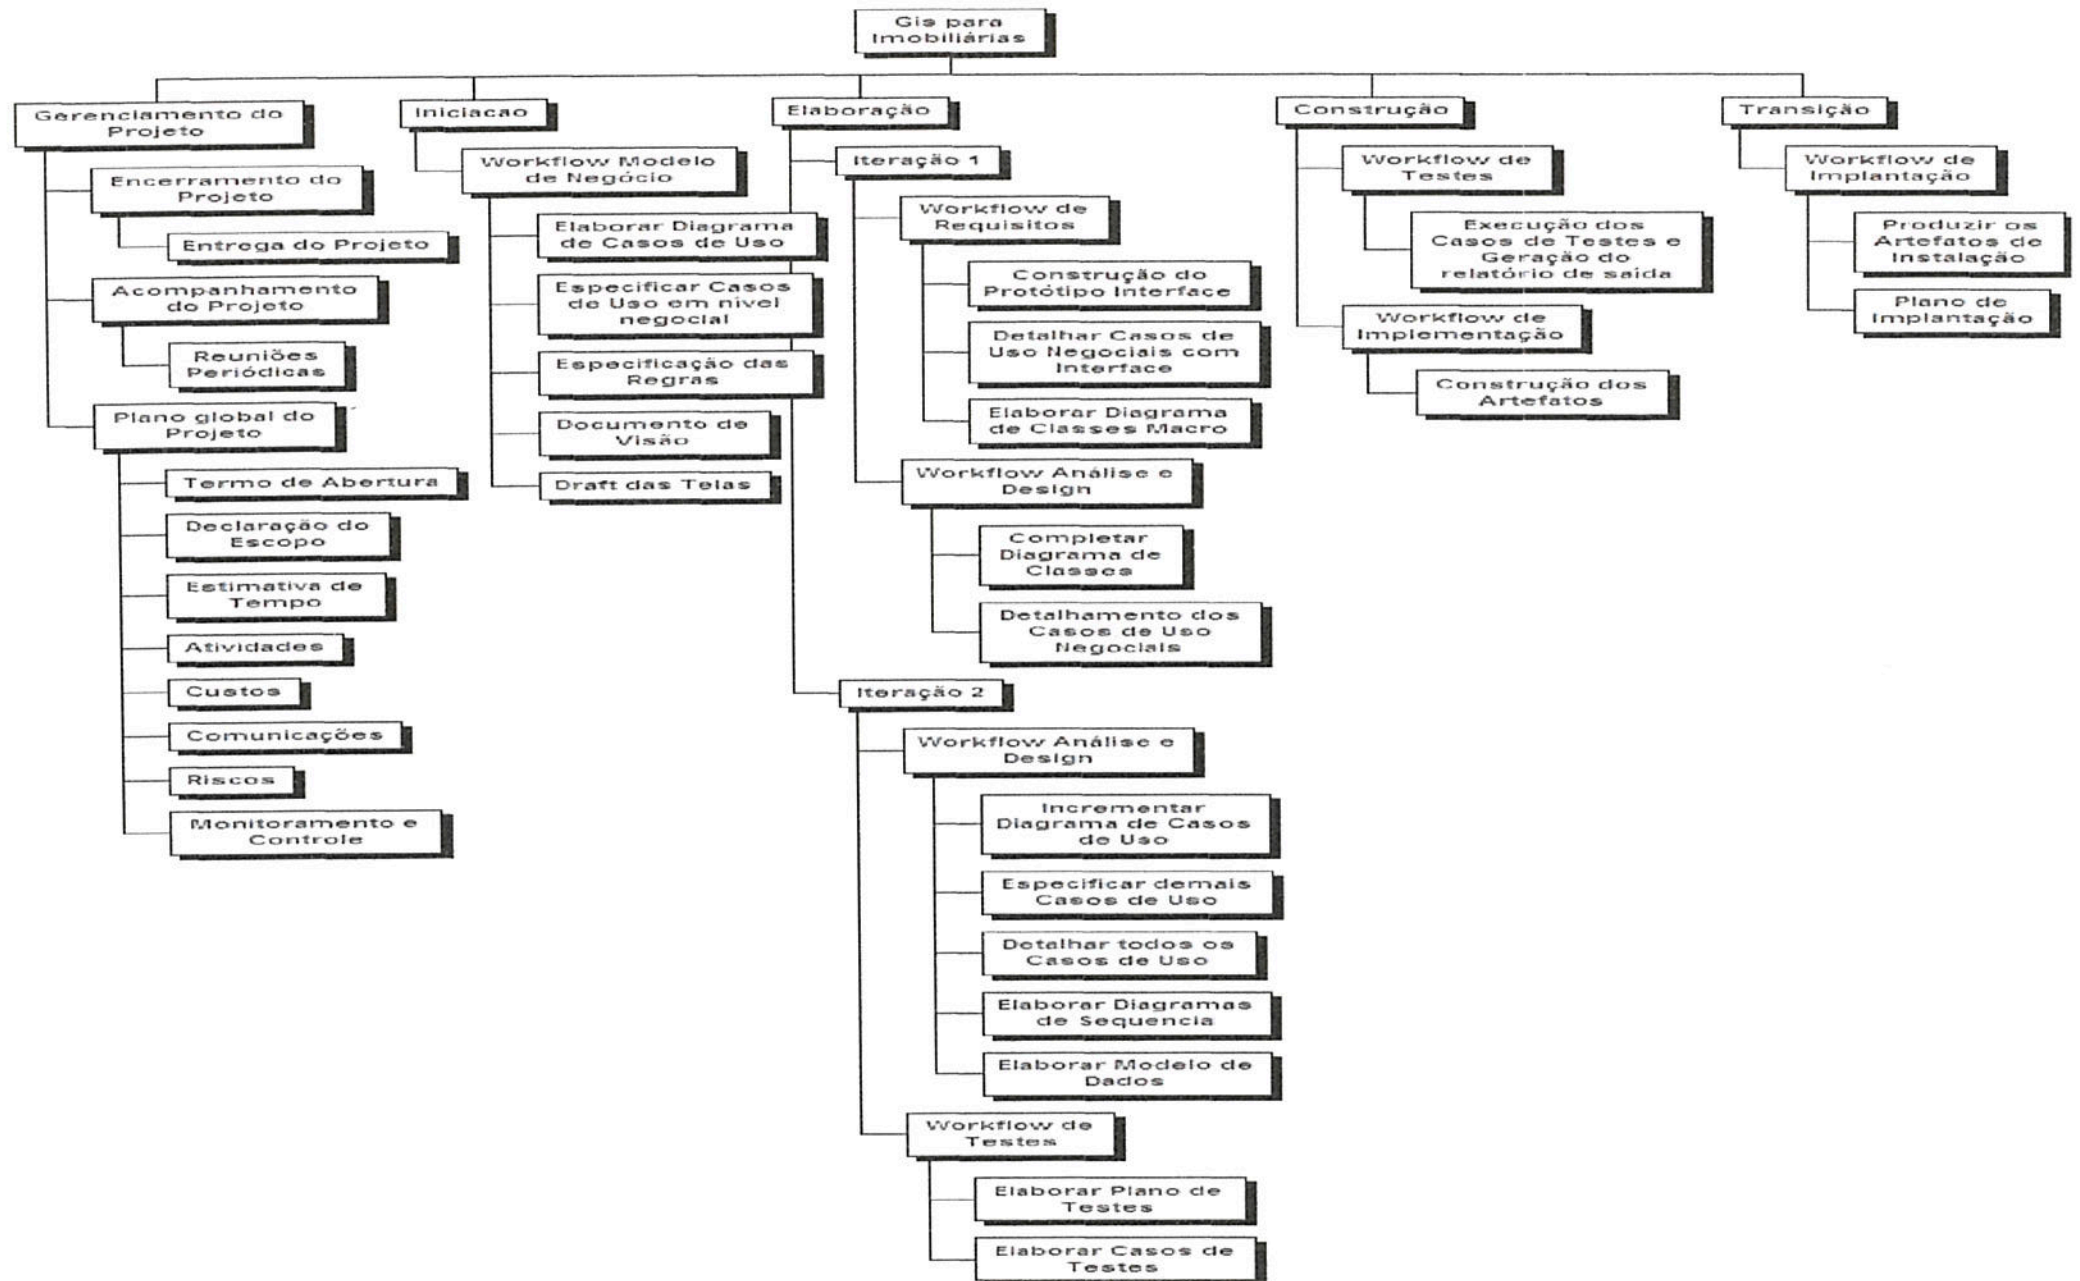 Gis para
Imobiliárias
Gerenciamento do
Projeto
Encerramento do
Projeto
Entrega do Projeto
Acompanhamento
do Projeto
Reuniões
Periódicas
Plano global do
Projeto
Termo de Abertura
Declaração do
Escopo
Estimativa de
Tempo
Atividades
Custos
Comunicações
Riscos
Monitoramento e
Controle
Iniciacao
Workflow Modelo
de Negócio
Elaborar Diagrama
de Casos de Uso
Especificar Casos
de Uso em nível
negocial
Especificação das
Regras
Documento de
Visão
Draft das Telas
Elaboração
Iteração 1
Workflow de
Requisitos
Construção do
Protótipo Interface
Detalhar Casos de
Uso Negociais com
Interface
Elaborar Diagrama
de Classes Macro
Workflow Análise e
Design
Completar
Diagrama de
Classes
Detalhamento dos
Casos de Uso
Negociais
Iteração 2
Workflow Análise e
Design
Incrementar
Diagrama de Casos
de Uso
Especificar demais
Casos de Uso
Detalhar todos os
Casos de Uso
Elaborar Diagramas
de Sequencia
Elaborar Modelo de
Dados
Workflow de
Testes
Elaborar Plano de
Testes
Elaborar Casos de
Testes
Construção
Workflow de
Testes
Execução dos
Casos de Testes e
Geração do
relatório de saída
Workflow de
Implementação
Construção dos
Artefatos
Transição
Workflow de
Implantação
Produzir os
Artefatos de
Instalação
Plano de
Implantação